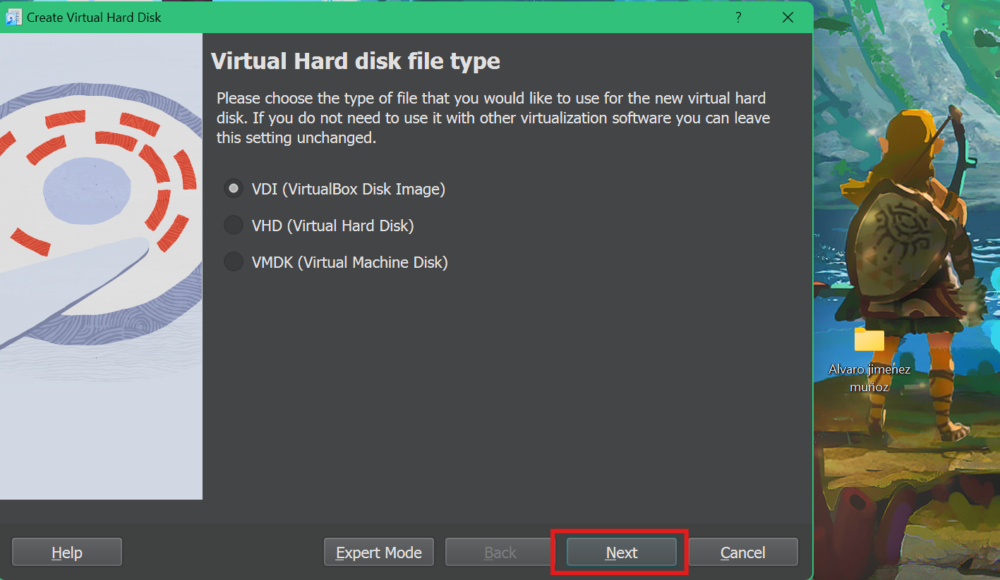 Create Virtual Hard Disk
?
Virtual Hard disk file type
Please choose the type of file that you would like to use for the new virtual hard
disk. If you do not need to use it with other virtualization software you can leave
this setting unchanged.
VDI (VirtualBox Disk Image)
VHD (Virtual Hard Disk)
VMDK (Virtual Machine Disk)
Alvaro jimenez
muñoz
Help
Expert Mode
Back
Next
Cancel